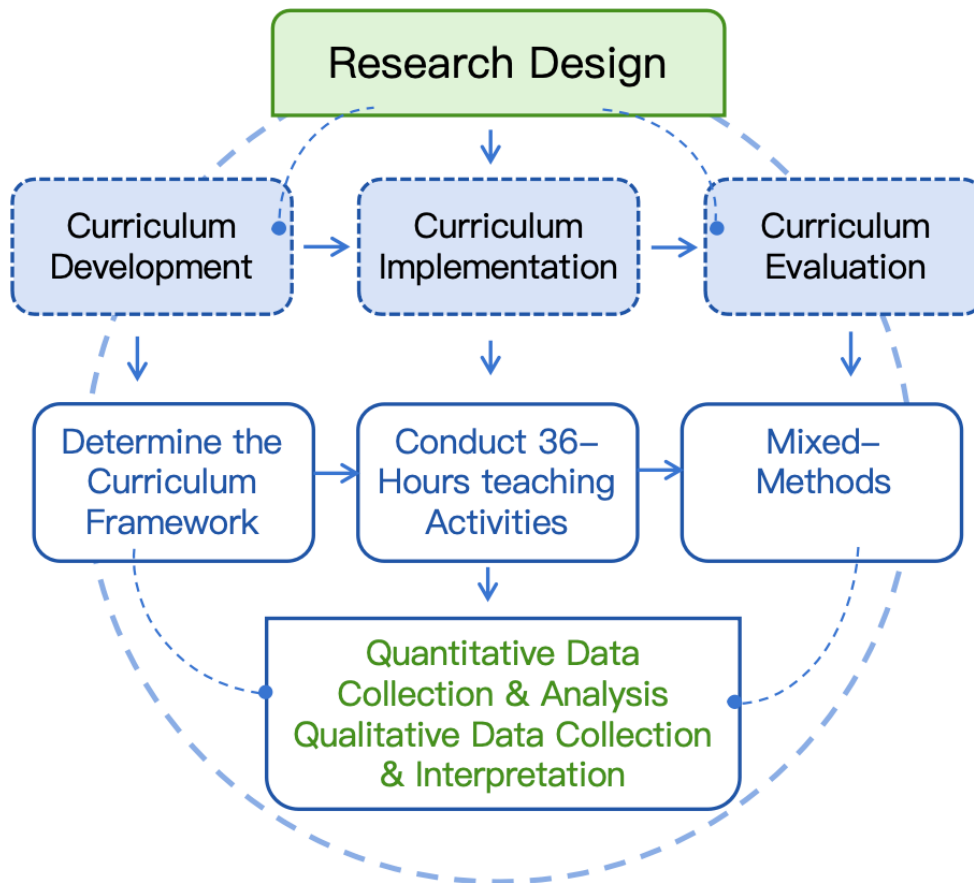 Research Design
Curriculum
Development
Curriculum
Implementation
Curriculum
Evaluation
Determine the
Curriculum
Framework
Conduct 36-
Hours teaching
Activities
Mixed-
Methods
Quantitative Data
Collection & Analysis
Qualitative Data Collection
& Interpretation